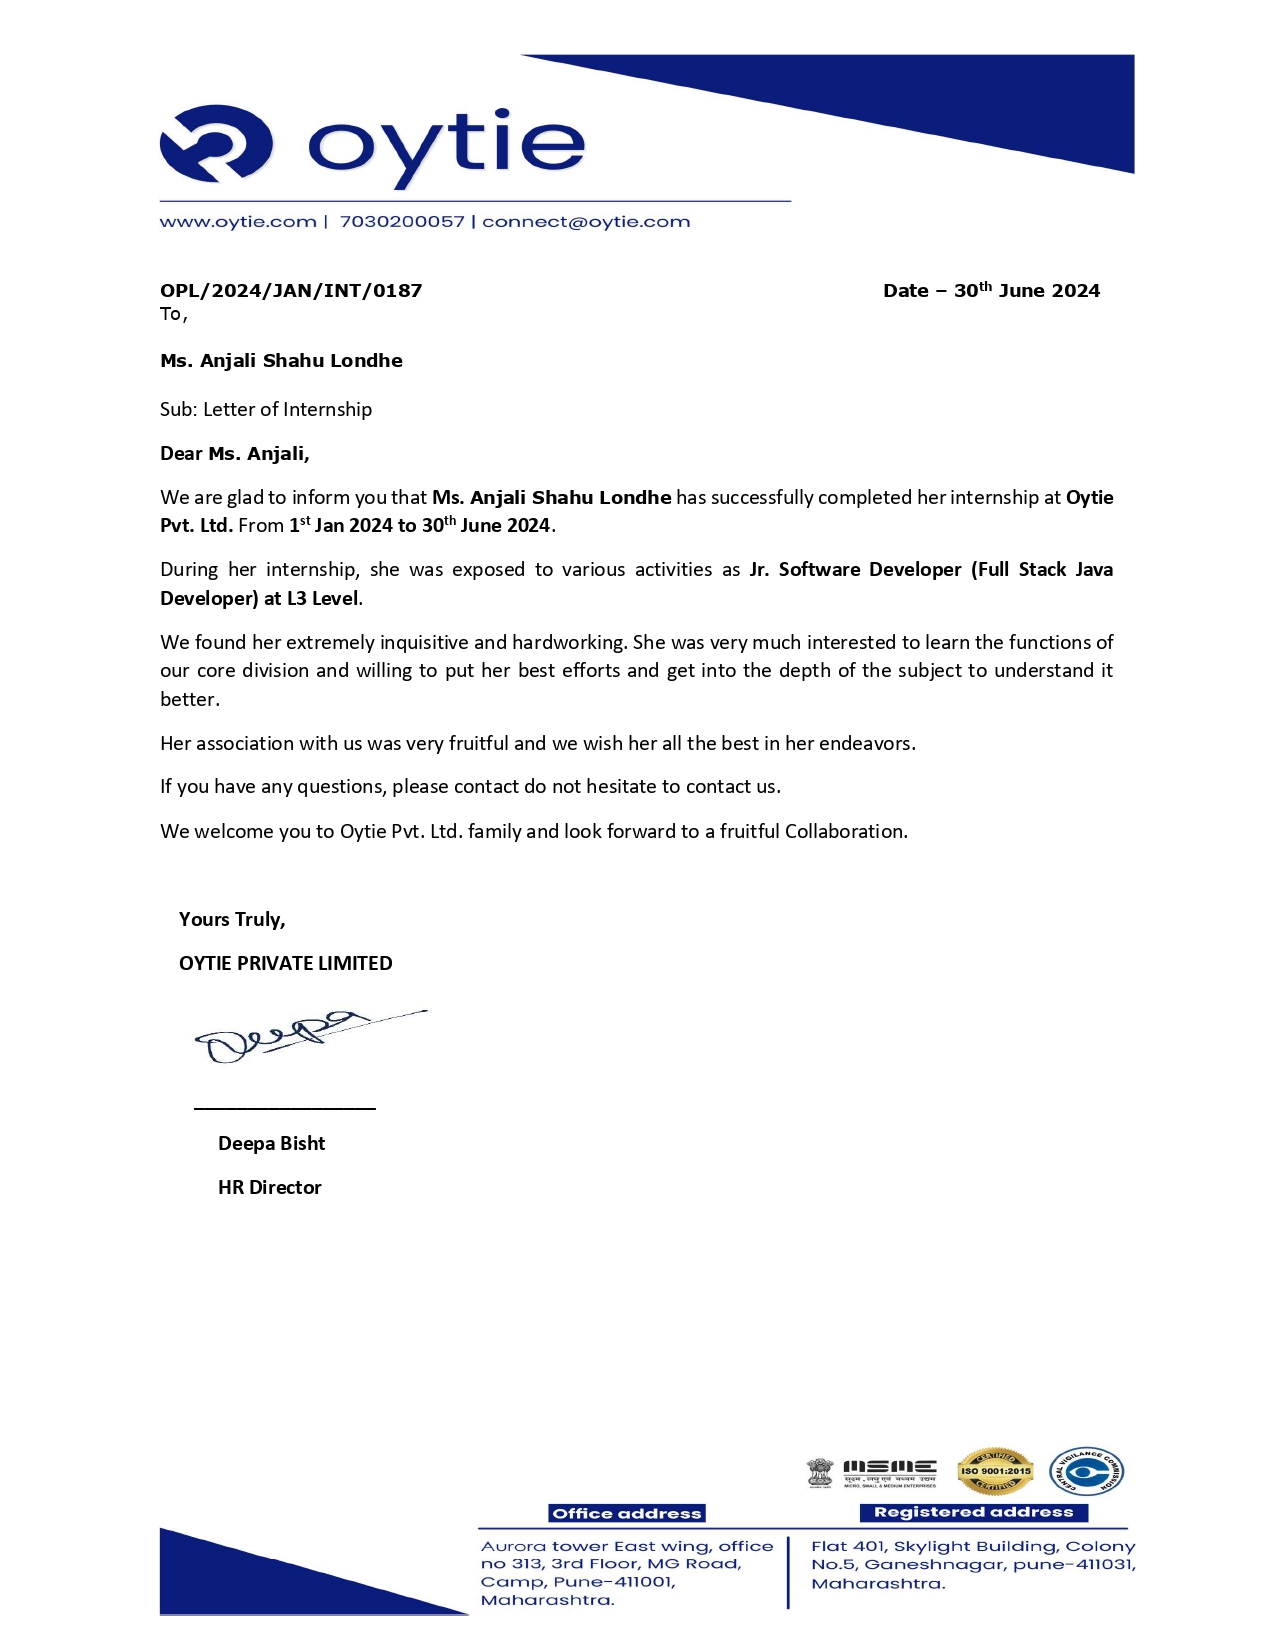 oytie
www.oytie.com | 7030200057 | connect@oytie.com
OPL/2024/JAN/INT/0187 Date – 30th June 2024
To,
Ms. Anjali Shahu Londhe
Sub: Letter of Internship
Dear Ms. Anjali,
We are glad to inform you that Ms. Anjali Shahu Londhe has successfully completed her internship at Oytie
Pvt. Ltd. From 1st Jan 2024 to 30th June 2024.
During her internship, she was exposed to various activities as Jr. Software Developer (Full Stack Java
Developer) at L3 Level.
We found her extremely inquisitive and hardworking. She was very much interested to learn the functions of
our core division and willing to put her best efforts and get into the depth of the subject to understand it
better.
Her association with us was very fruitful and we wish her all the best in her endeavors.
If you have any questions, please contact do not hesitate to contact us.
We welcome you to Oytie Pvt. Ltd. family and look forward to a fruitful Collaboration.
Yours Truly,
OYTIE PRIVATE LIMITED
Deepa
Deepa Bisht
HR Director
MSME
सूक्ष्म, लघु एवं मध्यम उद्यम
MICRO, SMALL & MEDIUM ENTERPRISES
CERTIFIED
ISO 9001:2015
CERTIFIED
CENTRAL VIGILANCE COMMISSION
Office address
Aurora tower East wing, office
no 313, 3rd Floor, MG Road,
Camp, Pune-411001,
Maharashtra.
Registered address
Flat 401, Skylight Building, Colony
No.5, Ganeshnagar, pune-411031,
Maharashtra.